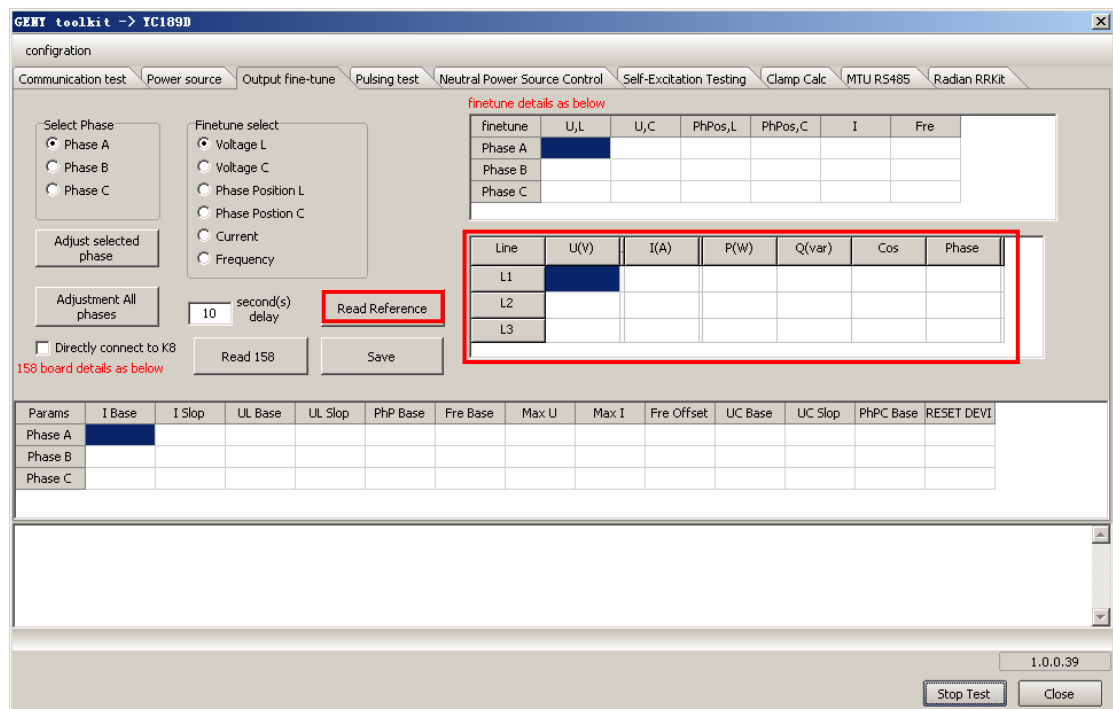 GENY toolkit -> YC189D
configration
Communication test Power source Output fine-tune Pulsing test Neutral Power Source Control Self-Excitation Testing Clamp Calc MTU RS485 Radian RRKit
finetune details as below
Select Phase
Phase A
Phase B
Phase C
Finetune select
Voltage L
Voltage C
Phase Position L
Phase Postion C
Current
Frequency
finetune U,L U,C PhPos,L PhPos,C I Fre
Phase A
Phase B
Phase C
Adjust selected
phase
Adjustment All
phases
10 second(s)
delay
Read Reference
Directly connect to K8
Read 158
Save
158 board details as below
Line U(V) I(A) P(W) Q(var) Cos Phase
L1
L2
L3
Params I Base I Slop UL Base UL Slop PhP Base Fre Base Max U Max I Fre Offset UC Base UC Slop PhPC Base RESET DEVI
Phase A
Phase B
Phase C
1.0.0.39
Stop Test Close